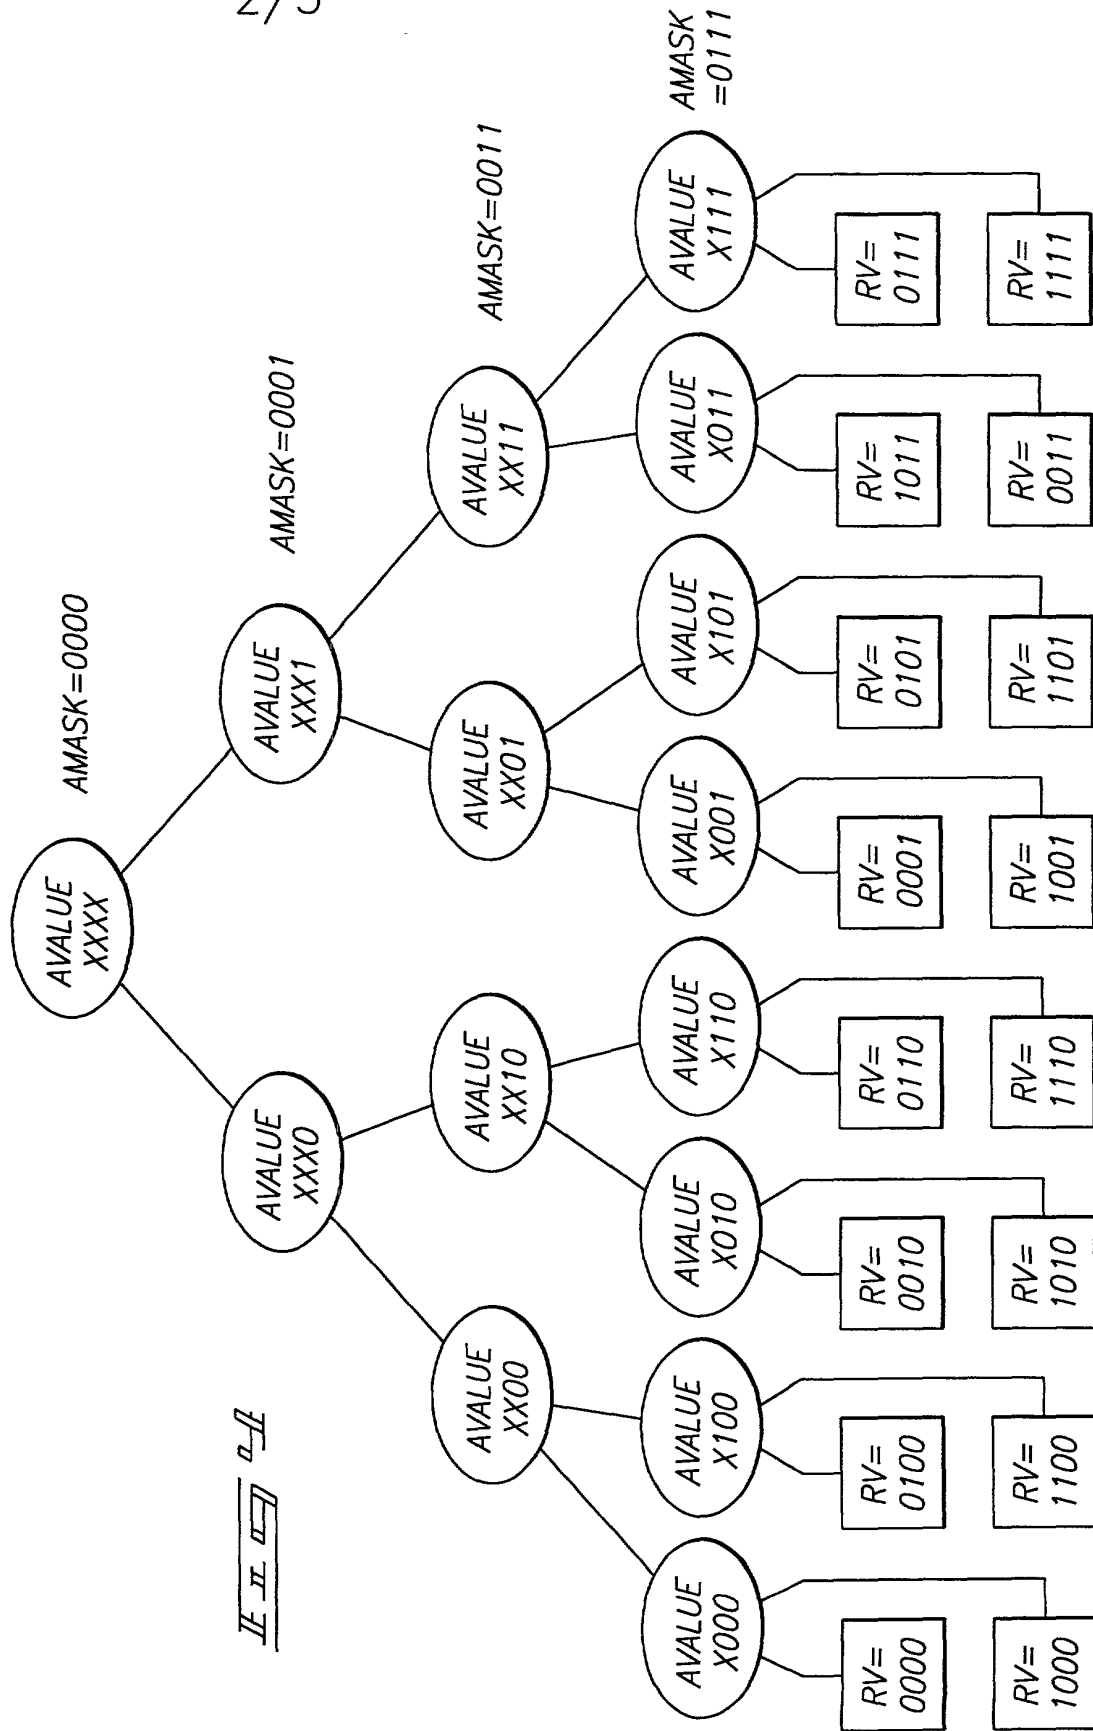 2/5
AMASK=0000
AVALUE
XXXX
AMASK=0001
AVALUE
XXX0
AVALUE
XXX1
AMASK=0011
AVALUE
XX00
AVALUE
XX10
AVALUE
XX01
AVALUE
XX11
AMASK
=0111
AVALUE
X000
AVALUE
X100
AVALUE
X010
AVALUE
X110
AVALUE
X001
AVALUE
X101
AVALUE
X011
AVALUE
X111
RV=
0000
RV=
0100
RV=
0010
RV=
0110
RV=
0001
RV=
0101
RV=
1011
RV=
0111
RV=
1000
RV=
1100
RV=
1010
RV=
1110
RV=
1001
RV=
1101
RV=
0011
RV=
1111